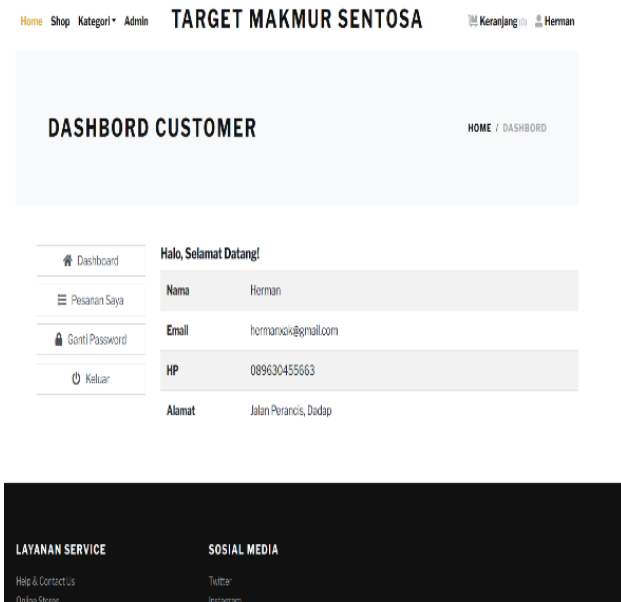 Home Shop Kategori Admin TARGET MAKMUR SENTOSA Keranjang Herman
DASHBORD CUSTOMER
HOME / DASHBORD
Dashboard
Pesanan Saya
Ganti Password
Keluar
Halo, Selamat Datang!
Nama Herman
Email hermanxak@gmail.com
HP 089630455663
Alamat Jalan Perancis, Dadap
LAYANAN SERVICE
Help & Contact Us
Online Stores
SOSIAL MEDIA
Twitter
Instagram